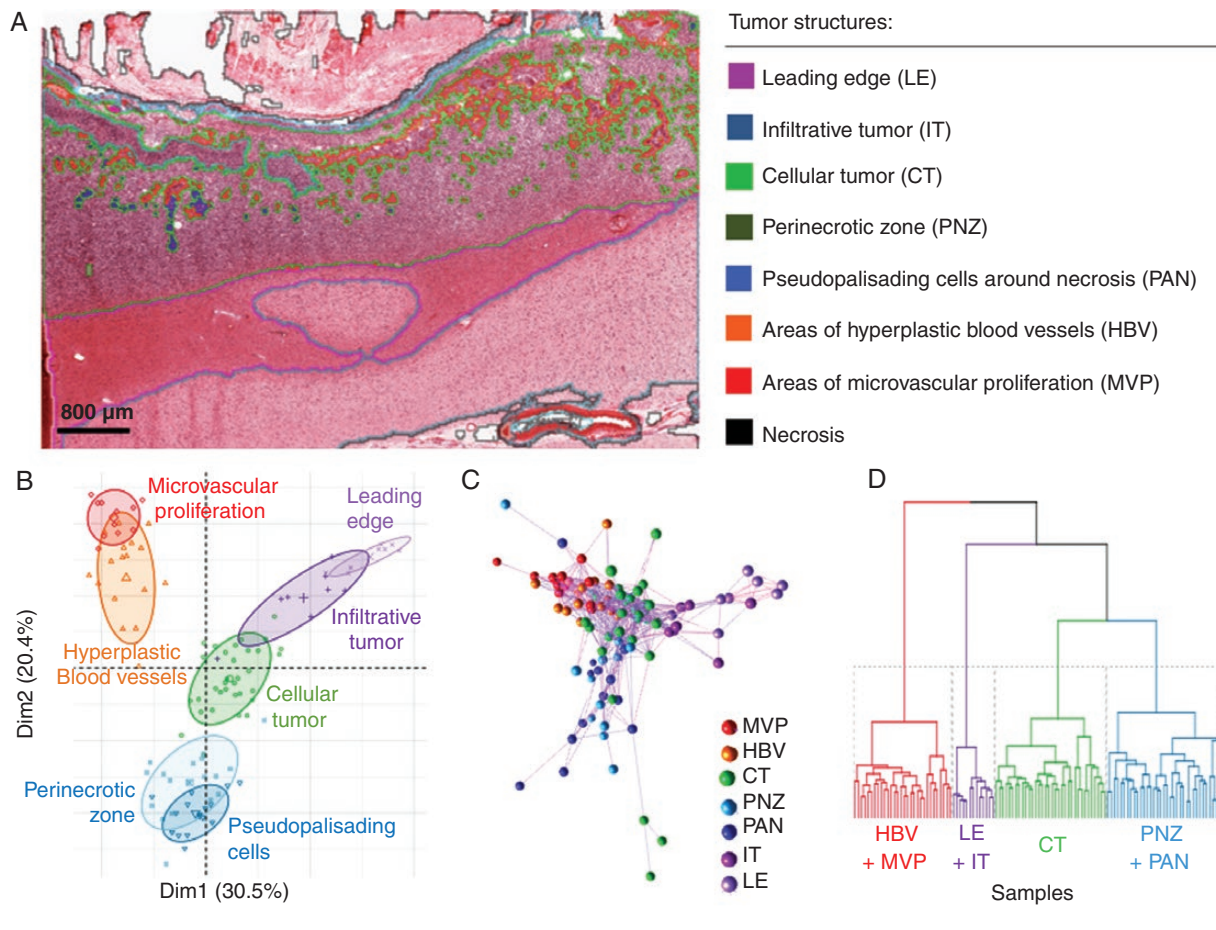 A
Tumor structures:
Leading edge (LE)
Infiltrative tumor (IT)
Cellular tumor (CT)
Perinecrotic zone (PNZ)
Pseudopalisading cells around necrosis (PAN)
Areas of hyperplastic blood vessels (HBV)
Areas of microvascular proliferation (MVP)
Necrosis
800 µm
B
Microvascular
proliferation
Leading
edge
Infiltrative
tumor
Hyperplastic
Blood vessels
Cellular
tumor
Perinecrotic
zone
Pseudopalisading
cells
Dim2 (20.4%)
Dim1 (30.5%)
C
MVP
HBV
CT
PNZ
PAN
IT
LE
D
HBV
+ MVP
LE
+ IT
CT
PNZ
+ PAN
Samples